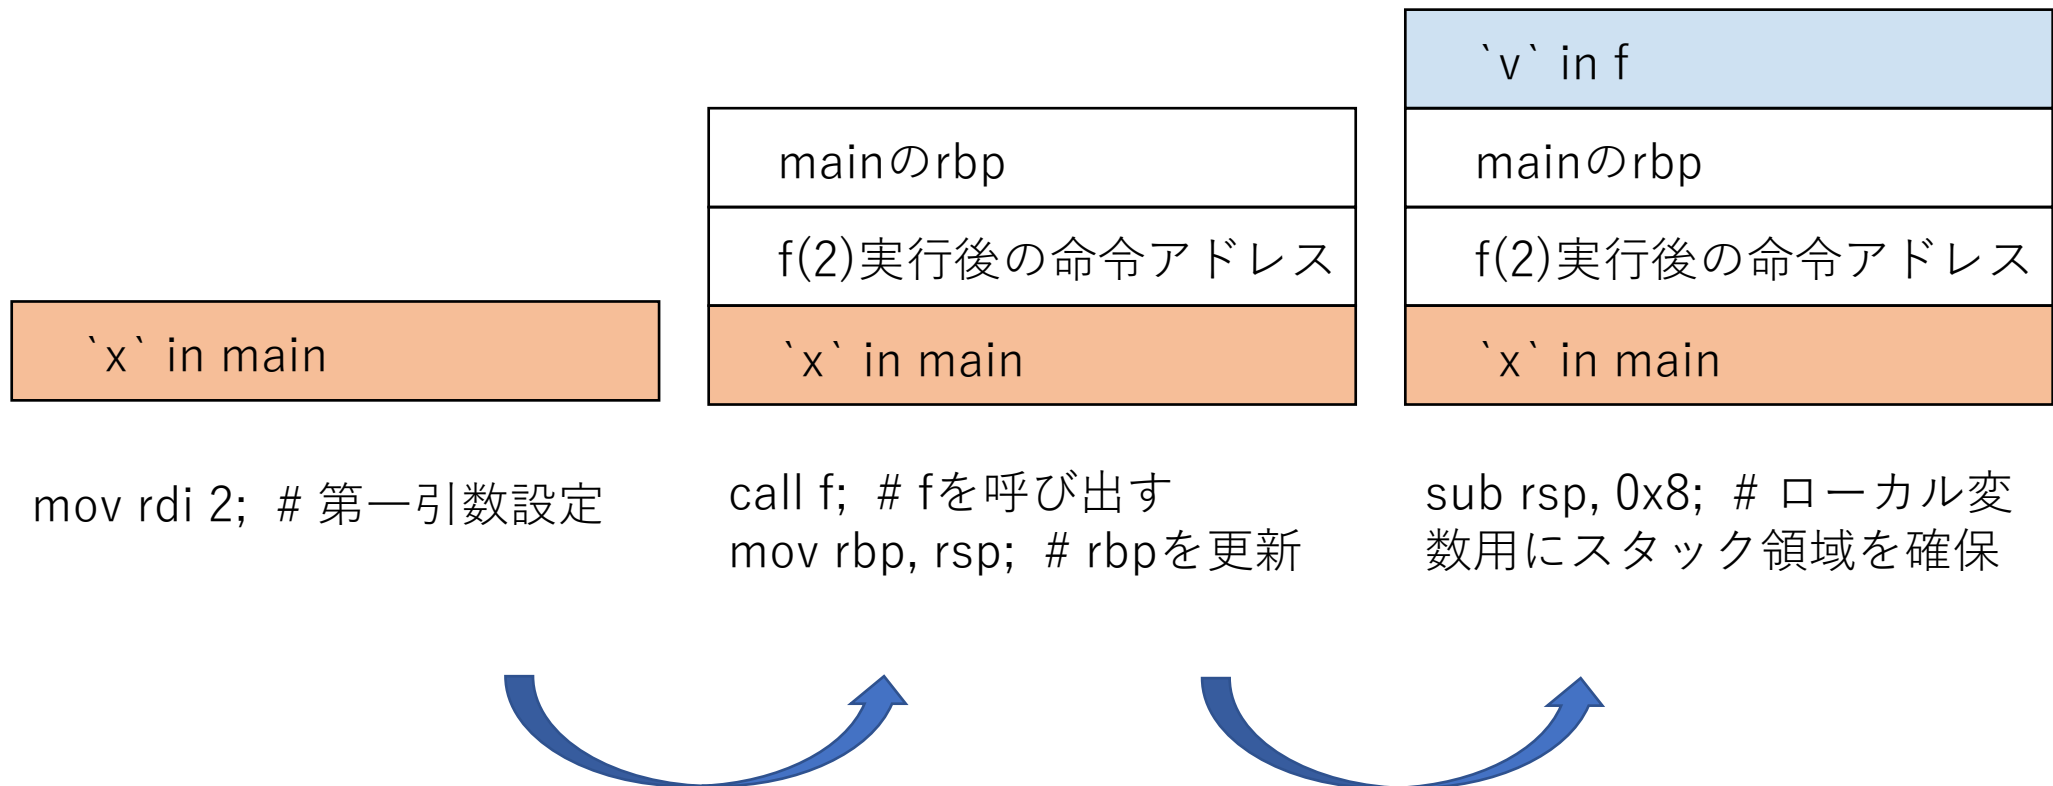 `x` in main
mov rdi 2;  # 第一引数設定
mainのrbp
f(2)実行後の命令アドレス
`x` in main
call f;  # fを呼び出す
mov rbp, rsp;  # rbpを更新
`v` in f
mainのrbp
f(2)実行後の命令アドレス
`x` in main
sub rsp, 0x8;  # ローカル変
数用にスタック領域を確保